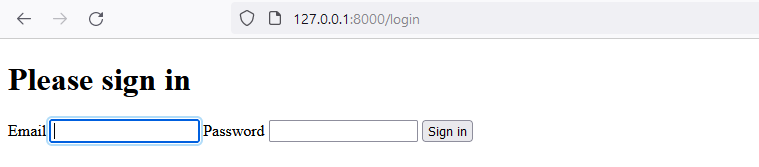 127.0.0.1:8000/login
Please sign in
Email Password Sign in